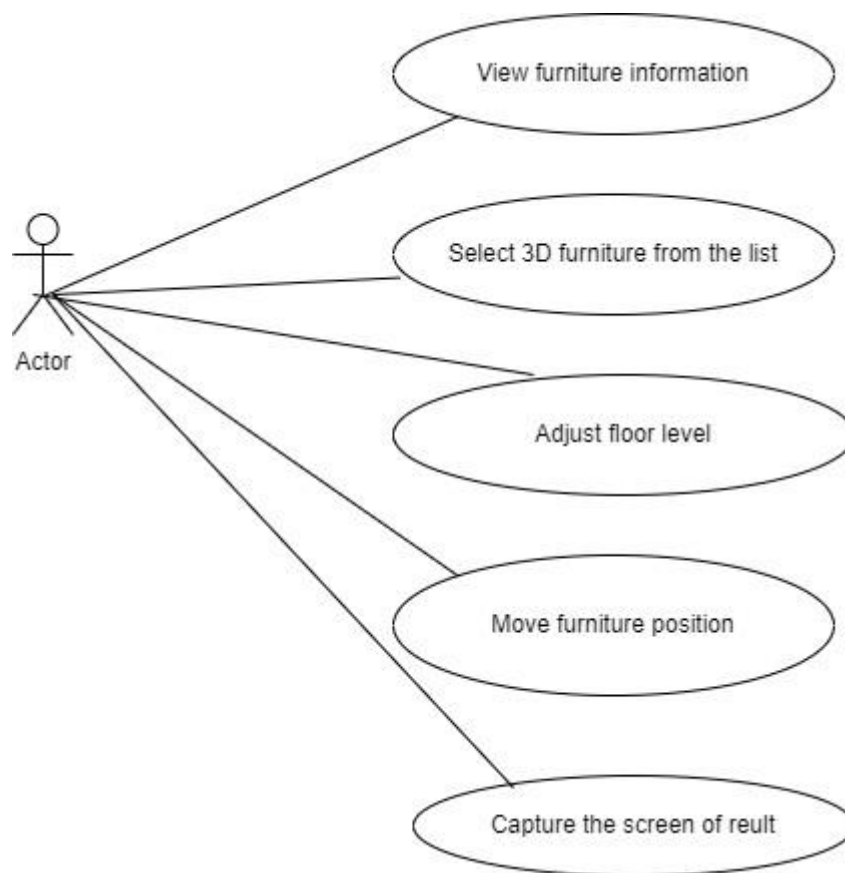 View furniture information
Select 3D furniture from the list
Actor
Adjust floor level
Move furniture position
Capture the screen of reult